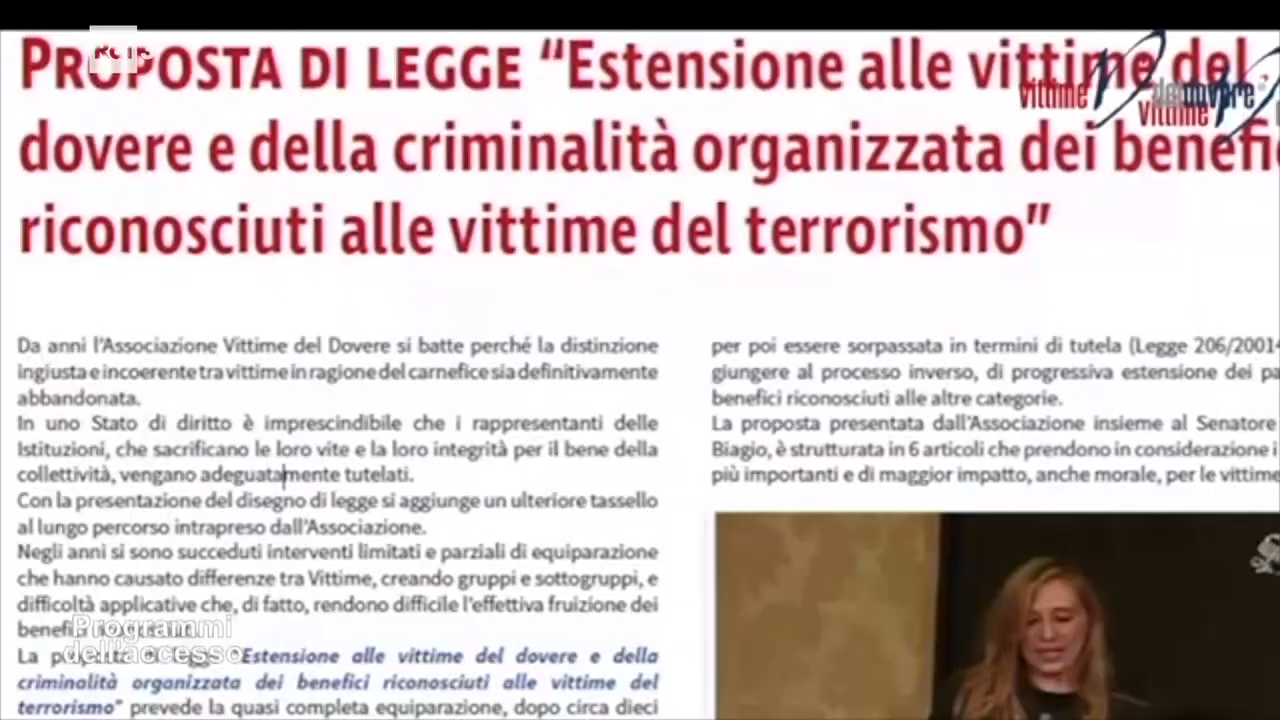 PROPOSTA DI LEGGE “Estensione alle vittime del
dovere e della criminalità organizzata dei benefic
riconosciuti alle vittime del terrorismo”
vittime del dovere
Vittime
Da anni l'Associazione Vittime del Dovere si batte perché la distinzione
ingiusta e incoerente tra vittime in ragione del carnefice sia definitivamente
abbandonata.
In uno Stato di diritto è imprescindibile che i rappresentanti delle
Istituzioni, che sacrificano le loro vite e la loro integrità per il bene della
collettività, vengano adeguatamente tutelati.
Con la presentazione del disegno di legge si aggiunge un ulteriore tassello
al lungo percorso intrapreso dall'Associazione.
Negli anni si sono succeduti interventi limitati e parziali di equiparazione
che hanno causato differenze tra Vittime, creando gruppi e sottogruppi, e
difficoltà applicative che, di fatto, rendono difficile l'effettiva fruizione dei
La
Estensione alle vittime del dovere e della
criminalità organizzata dei benefici riconosciuti alle vittime del
terrorismo” prevede la quasi completa equiparazione, dopo circa dieci
per poi essere sorpassata in termini di tutela (Legge 206/2004
giungere al processo inverso, di progressiva estensione dei pa
benefici riconosciuti alle altre categorie.
La proposta presentata dall'Associazione insieme al Senatore
Biagio, è strutturata in 6 articoli che prendono in considerazione i
più importanti e di maggior impatto, anche morale, per le vittime
Programmi
dell'accesso
Rai 3